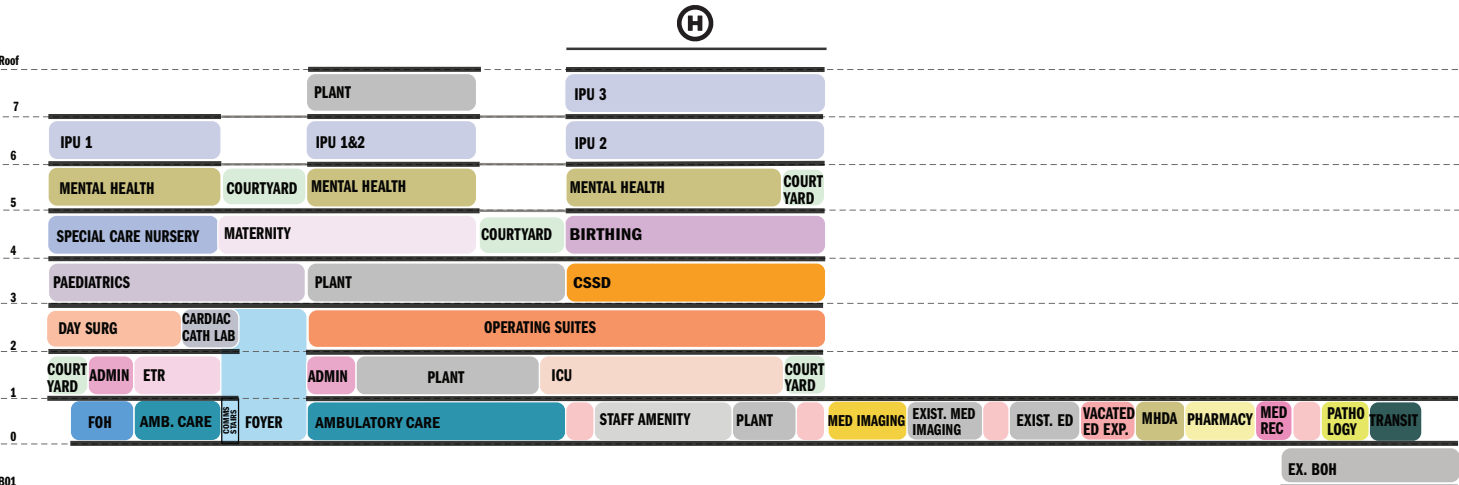 H
Roof
PLANT
IPU 3
7
IPU 1
IPU 1&2
IPU 2
6
MENTAL HEALTH
COURTYARD
MENTAL HEALTH
MENTAL HEALTH
COURT
YARD
5
SPECIAL CARE NURSERY
MATERNITY
COURTYARD
BIRTHING
4
PAEDIATRICS
PLANT
CSSD
3
DAY SURG
CARDIAC
CATH LAB
OPERATING SUITES
2
COURT
YARD
ADMIN
ETR
ADMIN
PLANT
ICU
COURT
YARD
1
FOH
AMB. CARE
COMMS
STAIRS
FOYER
AMBULATORY CARE
STAFF AMENITY
PLANT
MED IMAGING
EXIST. MED
IMAGING
EXIST. ED
VACATED
ED EXP.
MHDA
PHARMACY
MED
REC
PATHO
LOGY
TRANSIT
0
EX. BOH
801